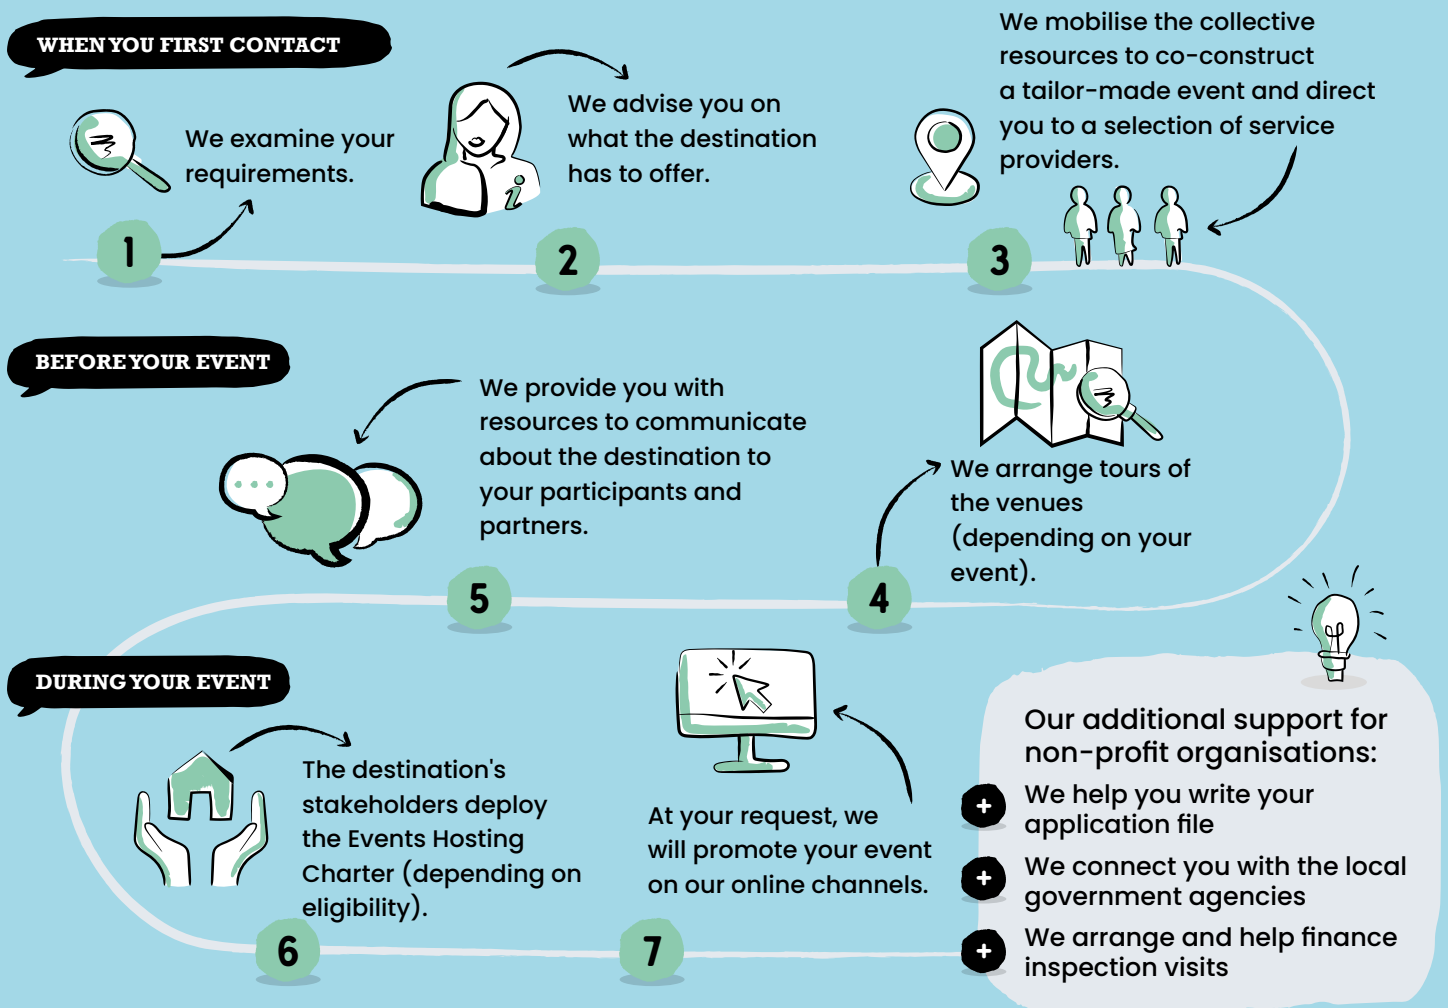 WHEN YOU FIRST CONTACT
1
We examine your
requirements.
2
We advise you on
what the destination
has to offer.
i
3
We mobilise the collective
resources to co-construct
a tailor-made event and direct
you to a selection of service
providers.
BEFORE YOUR EVENT
4
We arrange tours of
the venues
(depending on your
event).
5
We provide you with
resources to communicate
about the destination to
your participants and
partners.
DURING YOUR EVENT
6
The destination's
stakeholders deploy
the Events Hosting
Charter (depending on
eligibility).
7
At your request, we
will promote your event
on our online channels.
Our additional support for
non-profit organisations:
+ We help you write your
application file
+ We connect you with the local
government agencies
+ We arrange and help finance
inspection visits